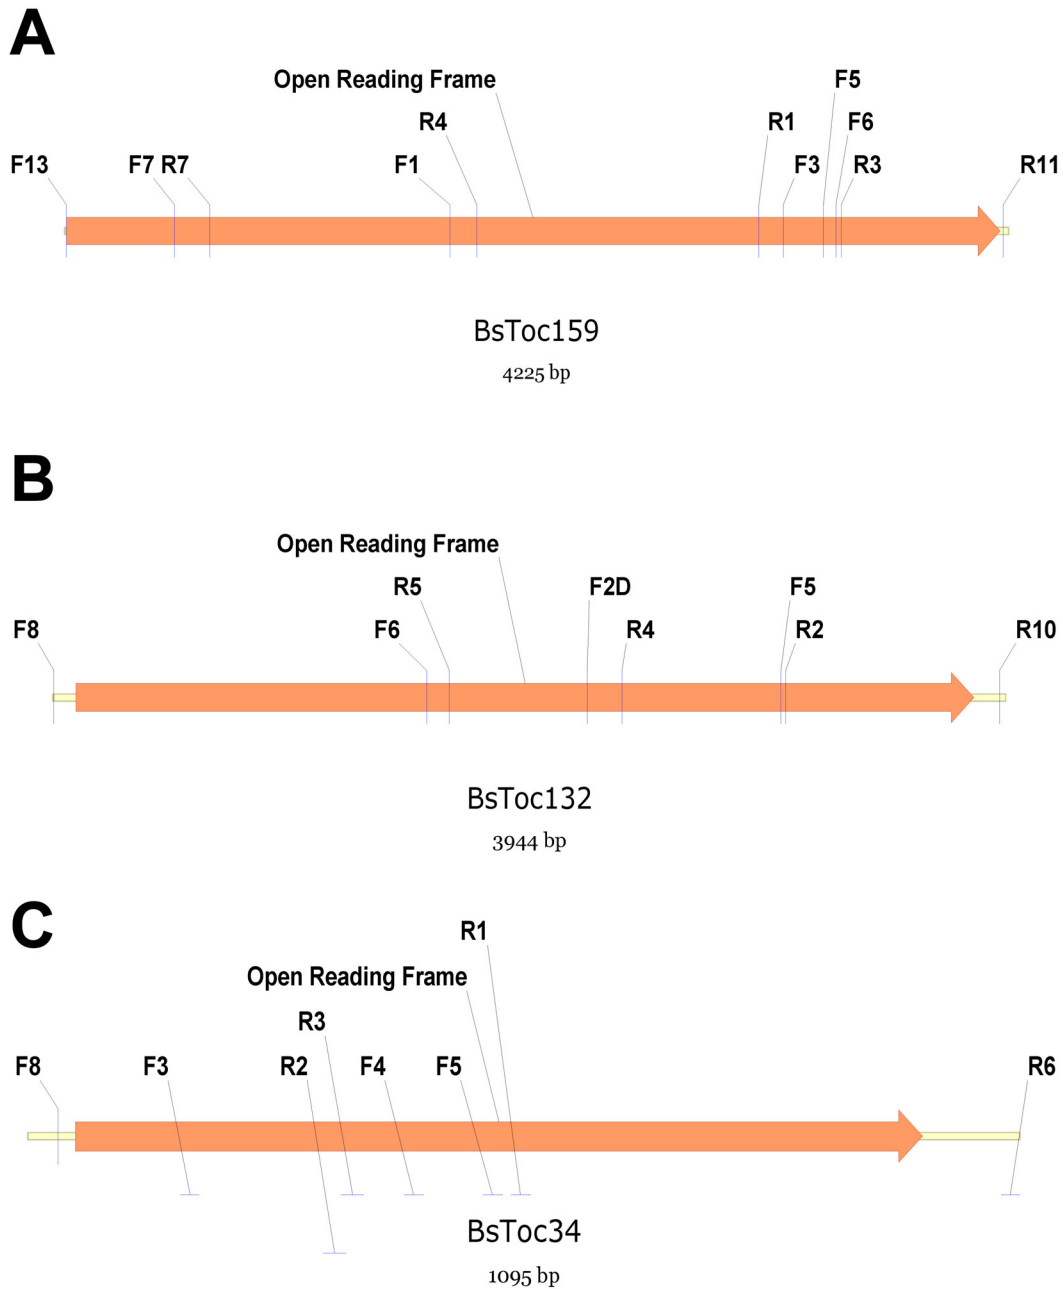 A
Open Reading Frame F5
R4 R1 F6
F13 F7 R7 F1 F3 R3 R11
BsToc159
4225 bp
B
Open Reading Frame
R5 F2D F5
F8 F6 R4 R2 R10
BsToc132
3944 bp
C
R1
Open Reading Frame
R3
F8 F3 R2 F4 F5 R6
BsToc34
1095 bp